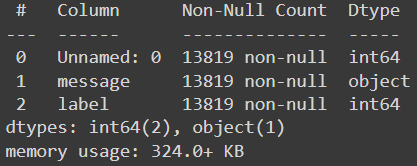 #   Column      Non-Null Count  Dtype
---  ------      --------------  -----
 0   Unnamed: 0  13819 non-null  int64
 1   message     13819 non-null  object
 2   label       13819 non-null  int64
dtypes: int64(2), object(1)
memory usage: 324.0+ KB